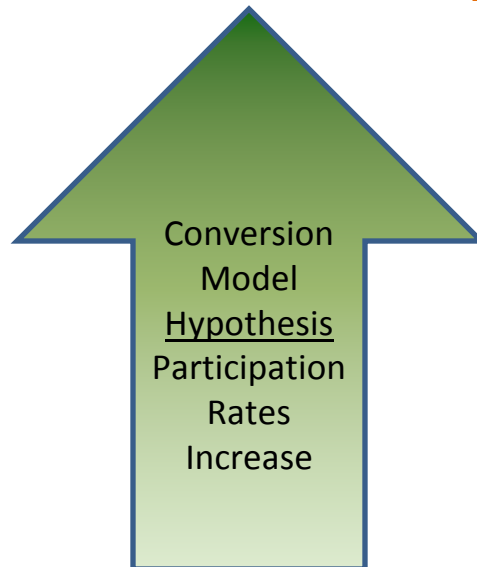 Conversion
Model
Hypothesis
Participation
Rates
Increase